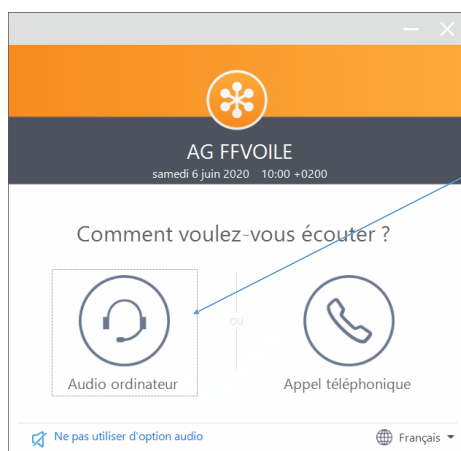 AG FFVOILE
samedi 6 juin 2020 10:00 +0200
Comment voulez-vous écouter ?
OU
Audio ordinateur
Appel téléphonique
Ne pas utiliser d'option audio
Français